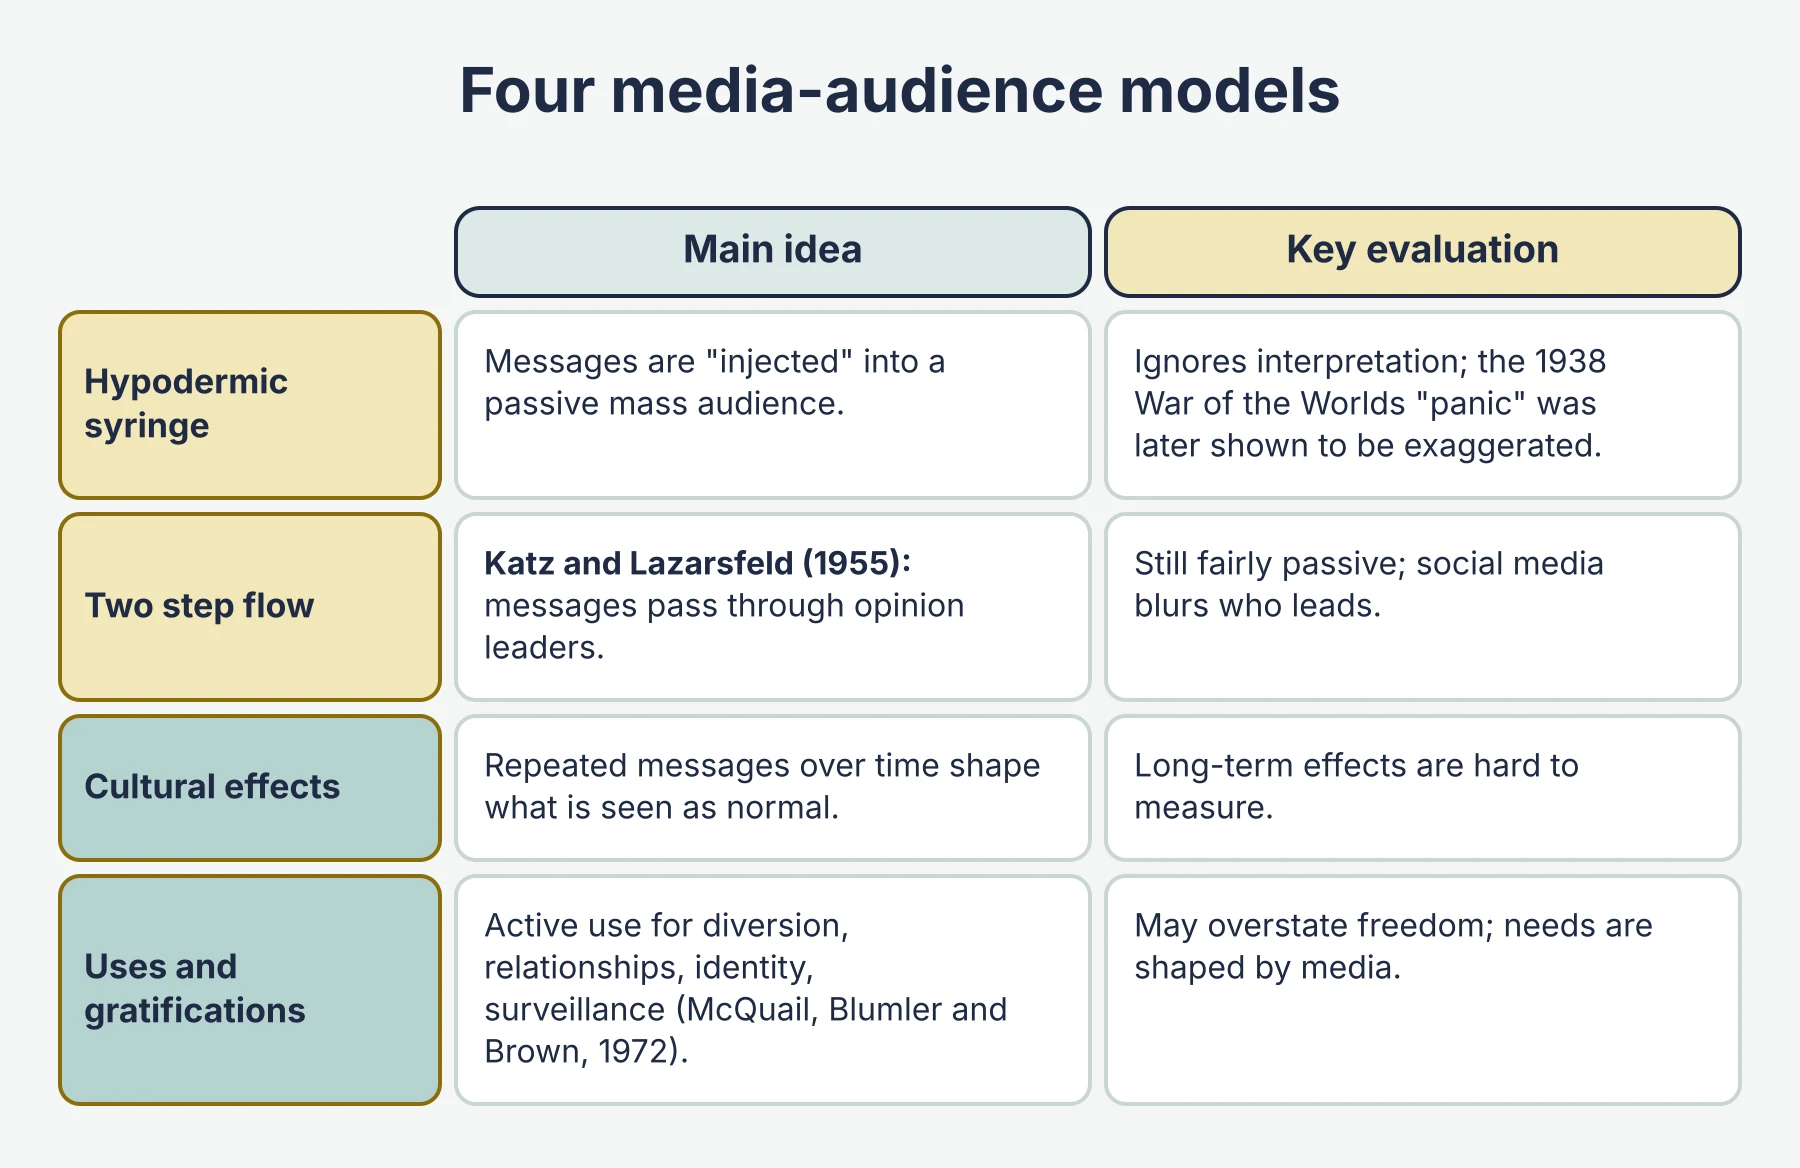 Four media-audience models
Main idea
Key evaluation
Hypodermic
syringe
Messages are "injected" into a
passive mass audience.
Ignores interpretation; the 1938
War of the Worlds "panic" was
later shown to be exaggerated.
Two step flow
Katz and Lazarsfeld (1955):
messages pass through opinion
leaders.
Still fairly passive; social media
blurs who leads.
Cultural effects
Repeated messages over time shape
what is seen as normal.
Long-term effects are hard to
measure.
Uses and
gratifications
Active use for diversion,
relationships, identity,
surveillance (McQuail, Blumler and
Brown, 1972).
May overstate freedom; needs are
shaped by media.